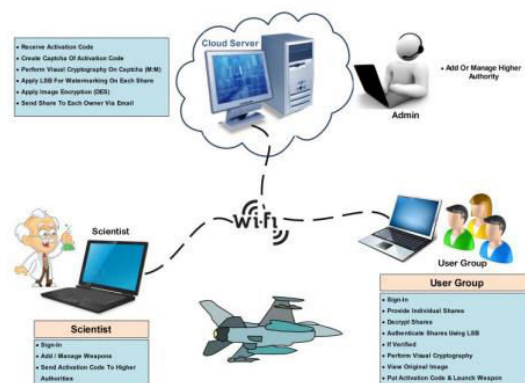 Receive Activation Code
Create Captcha Of Activation Code
Perform Visual Cryptography On Captcha (M:M)
Apply LSB For Watermarking On Each Share
Apply Image Encryption (DES)
Send Share To Each Owner Via Email
Cloud Server
Add Or Manage Higher
Authority
Admin
Scientist
Wi-Fi
User Group
Scientist
Sign-In
Add / Manage Weapons
Send Activation Code To Higher
Authorities
User Group
Sign-In
Provide Individual Shares
Decrypt Shares
Authenticate Shares Using LSB
If Verified
Perform Visual Cryptography
View Original Image
Put Activation Code & Launch Weapon